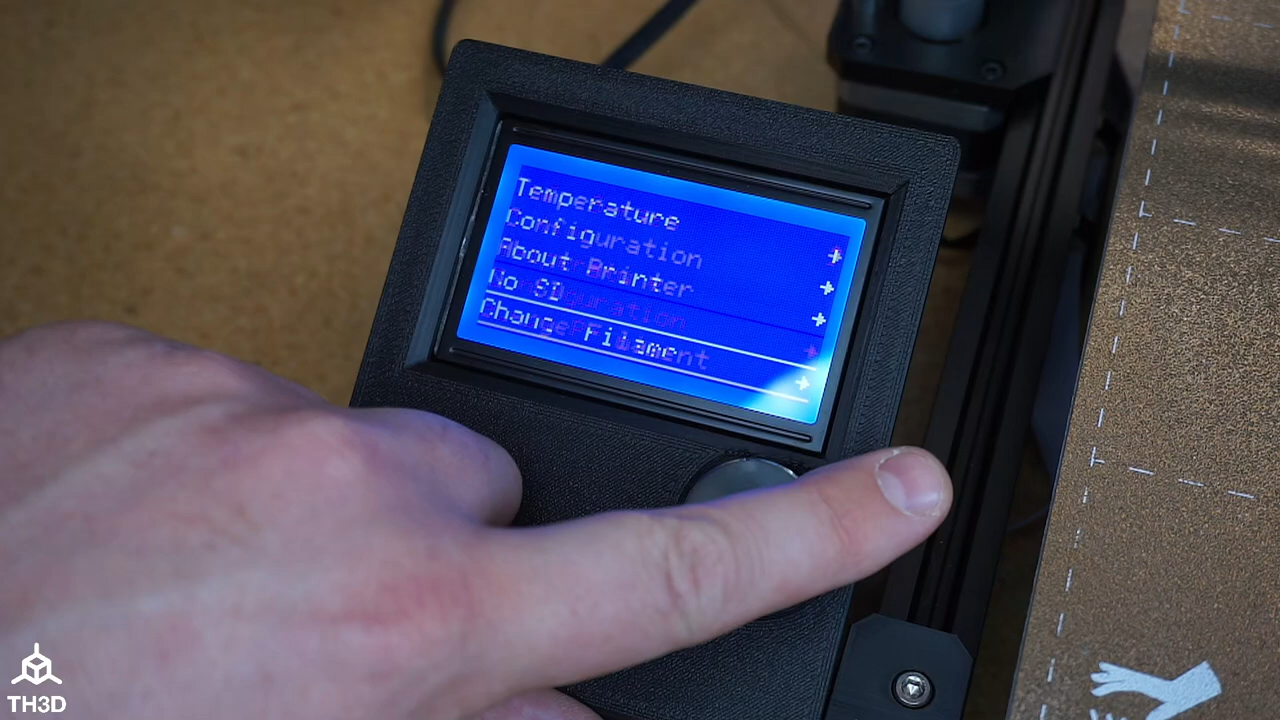 Temperature
Configuration
About Printer
No SD
Change Filament
TH3D